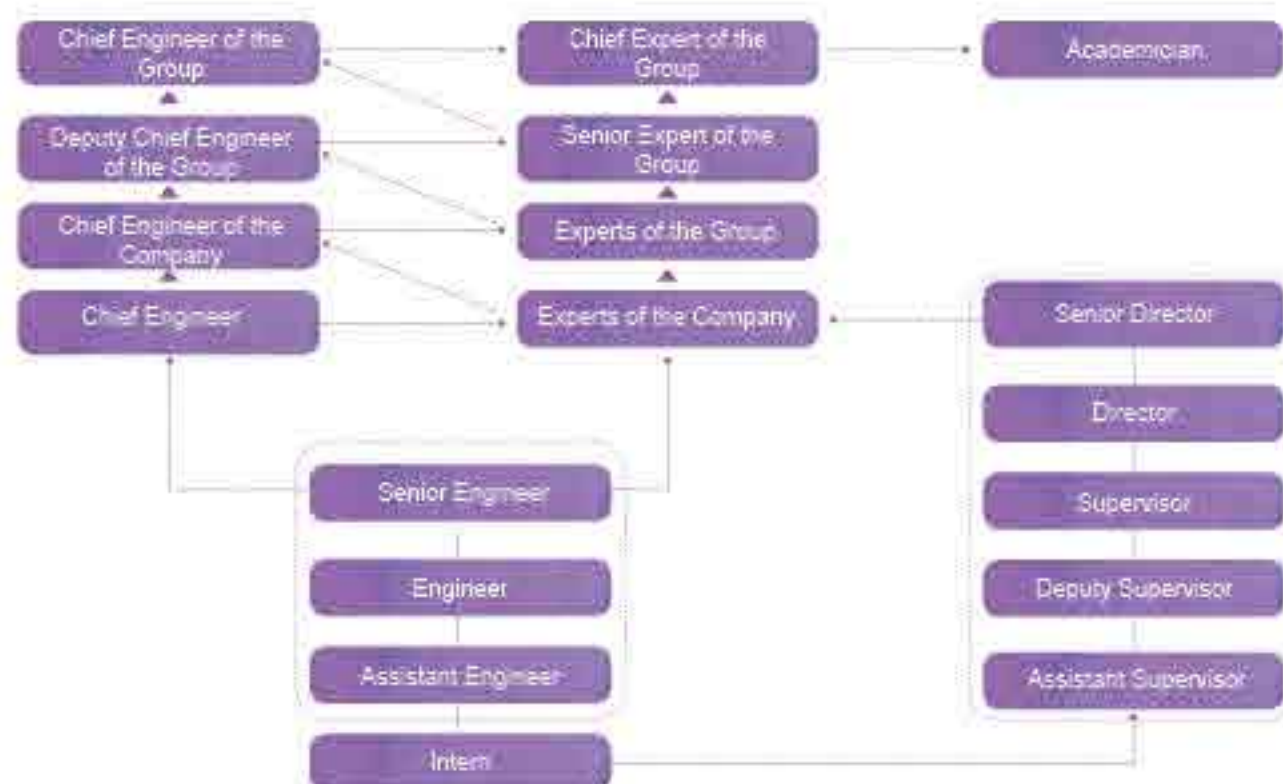 Chief Engineer of the
Group
Deputy Chief Engineer
of the Group
Chief Engineer of the
Company
Chief Engineer
Chief Expert of the
Group
Senior Expert of the
Group
Experts of the Group
Experts of the Company
Academician
Senior Director
Director
Supervisor
Deputy Supervisor
Assistant Supervisor
Senior Engineer
Engineer
Assistant Engineer
Intern